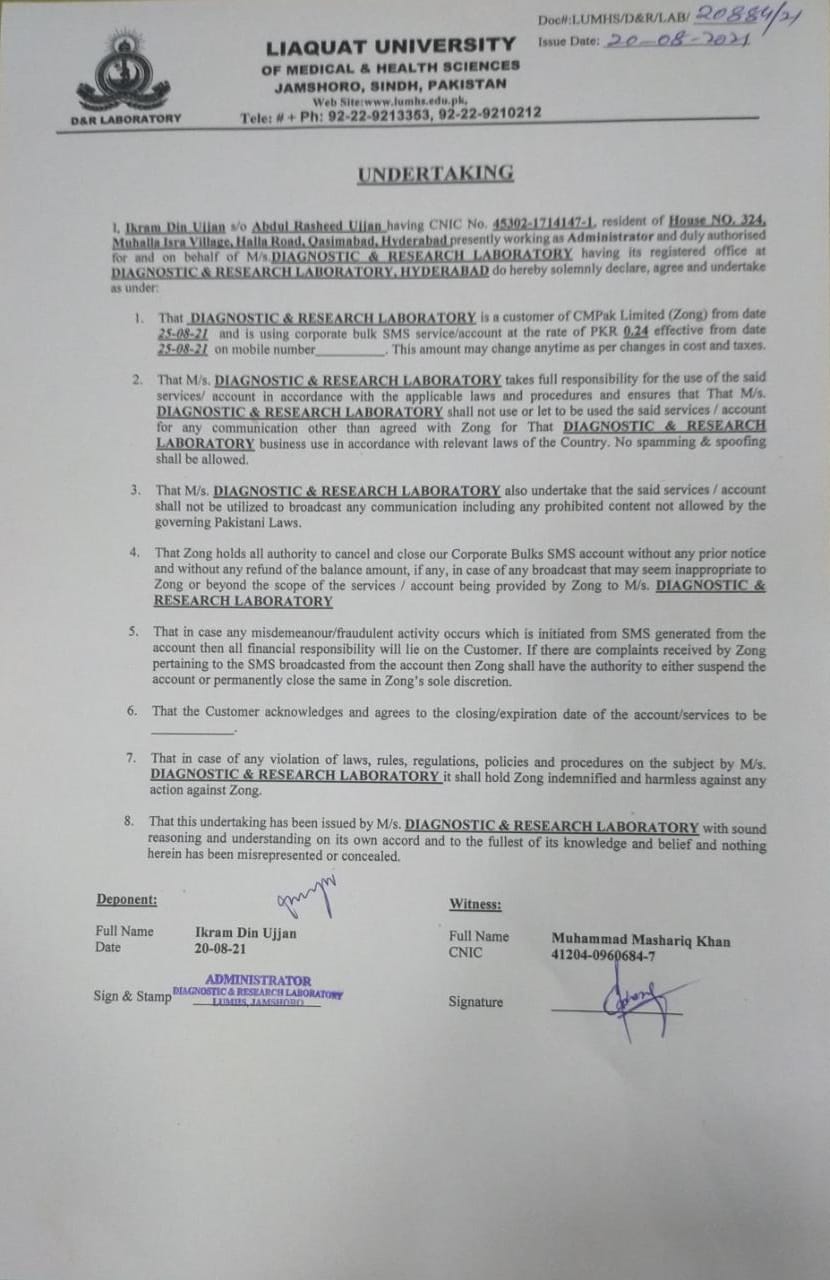 Doc#:LUMHS/D&R/LAB/ 20884/21
Issue Date: 20-08-2021
LIAQUAT UNIVERSITY
OF MEDICAL & HEALTH SCIENCES
JAMSHORO, SINDH, PAKISTAN
Web Site:www.lumhs.edu.pk,
Tele: # + Ph: 92-22-9213353, 92-22-9210212
D&R LABORATORY
UNDERTAKING
I, Ikram Din Ujjan s/o Abdul Rasheed Ujjan having CNIC No. 45302-1714147-1, resident of House NO. 324,
Muhalla Isra Village, Halla Road, Qasimabad, Hyderabad presently working as Administrator and duly authorised
for and on behalf of M/s.DIAGNOSTIC & RESEARCH LABORATORY having its registered office at
DIAGNOSTIC & RESEARCH LABORATORY, HYDERABAD do hereby solemnly declare, agree and undertake
as under:
1. That DIAGNOSTIC & RESEARCH LABORATORY is a customer of CMPak Limited (Zong) from date
25-08-21 and is using corporate bulk SMS service/account at the rate of PKR 0.24 effective from date
25-08-21 on mobile number__________. This amount may change anytime as per changes in cost and taxes.
2. That M/s. DIAGNOSTIC & RESEARCH LABORATORY takes full responsibility for the use of the said
services/ account in accordance with the applicable laws and procedures and ensures that That M/s.
DIAGNOSTIC & RESEARCH LABORATORY shall not use or let to be used the said services / account
for any communication other than agreed with Zong for That DIAGNOSTIC & RESEARCH
LABORATORY business use in accordance with relevant laws of the Country. No spamming & spoofing
shall be allowed.
3. That M/s. DIAGNOSTIC & RESEARCH LABORATORY also undertake that the said services / account
shall not be utilized to broadcast any communication including any prohibited content not allowed by the
governing Pakistani Laws.
4. That Zong holds all authority to cancel and close our Corporate Bulks SMS account without any prior notice
and without any refund of the balance amount, if any, in case of any broadcast that may seem inappropriate to
Zong or beyond the scope of the services / account being provided by Zong to M/s. DIAGNOSTIC &
RESEARCH LABORATORY
5. That in case any misdemeanour/fraudulent activity occurs which is initiated from SMS generated from the
account then all financial responsibility will lie on the Customer. If there are complaints received by Zong
pertaining to the SMS broadcasted from the account then Zong shall have the authority to either suspend the
account or permanently close the same in Zong's sole discretion.
6. That the Customer acknowledges and agrees to the closing/expiration date of the account/services to be
____________.
7. That in case of any violation of laws, rules, regulations, policies and procedures on the subject by M/s.
DIAGNOSTIC & RESEARCH LABORATORY it shall hold Zong indemnified and harmless against any
action against Zong.
8. That this undertaking has been issued by M/s. DIAGNOSTIC & RESEARCH LABORATORY with sound
reasoning and understanding on its own accord and to the fullest of its knowledge and belief and nothing
herein has been misrepresented or concealed.
Deponent:
Full Name Ikram Din Ujjan
Date 20-08-21
Sign & Stamp
ADMINISTRATOR
DIAGNOSTIC & RESEARCH LABORATORY
LUMHS, JAMSHORO
Witness:
Full Name Muhammad Mashariq Khan
CNIC 41204-0960684-7
Signature